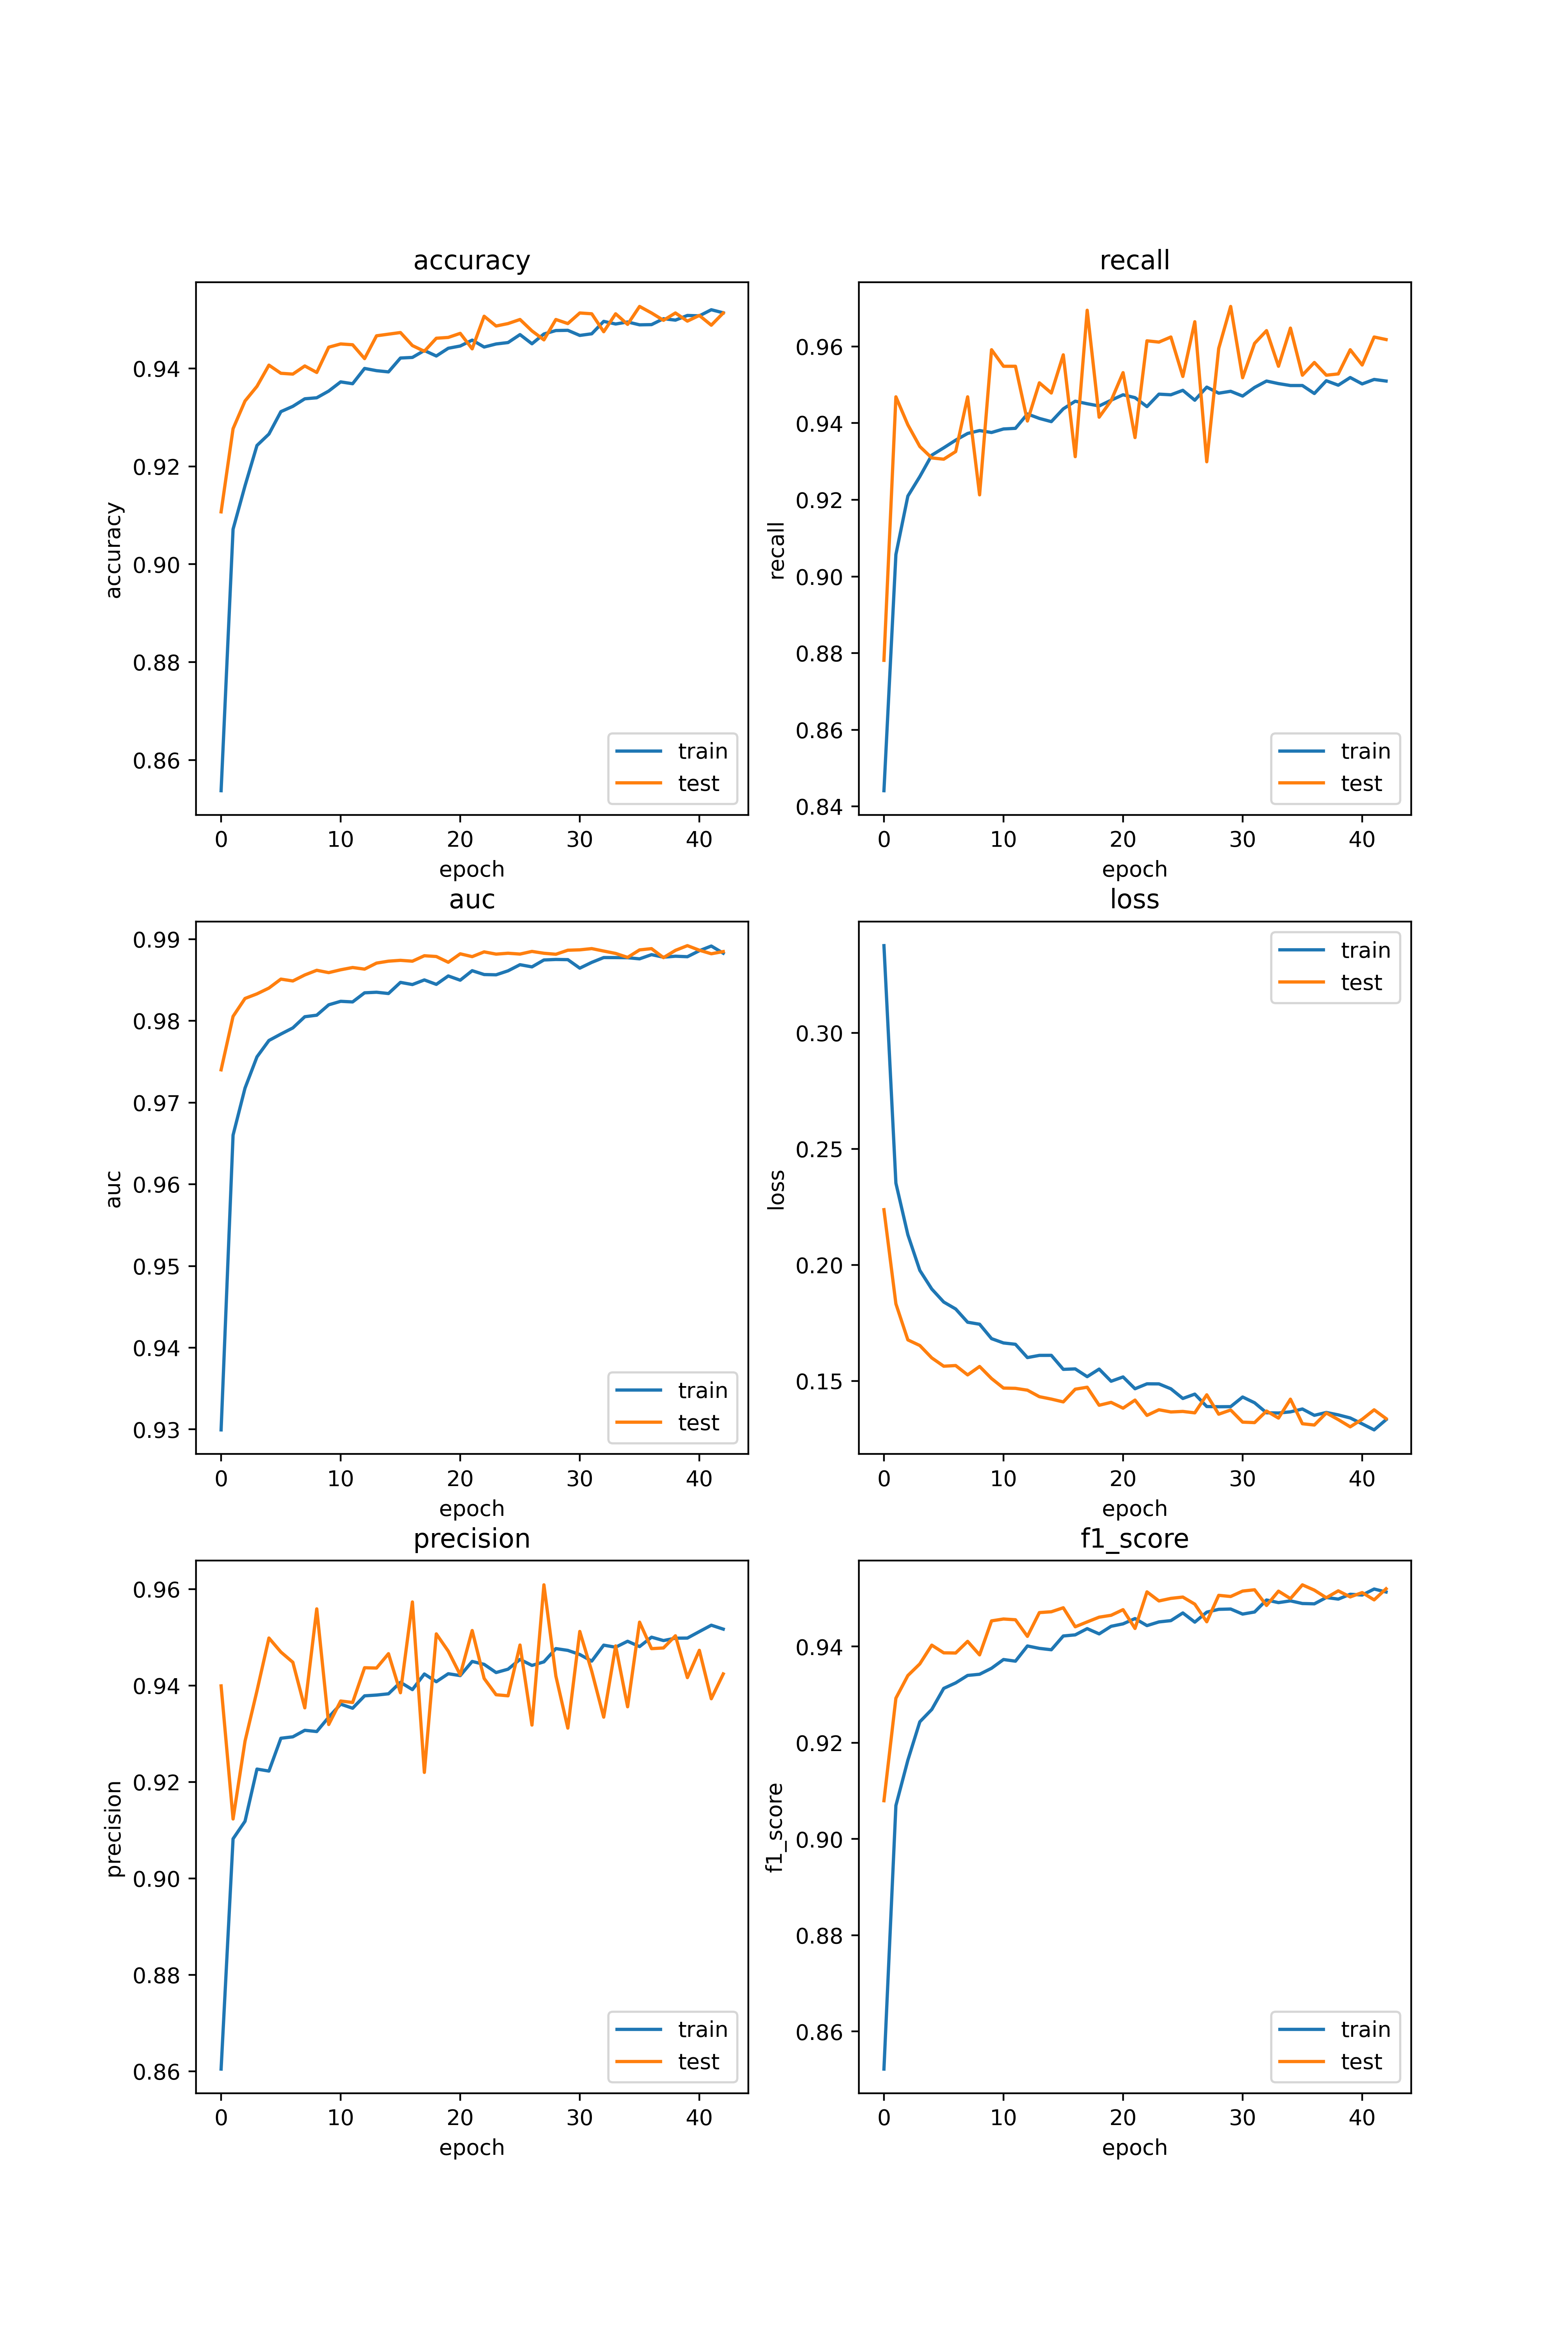 accuracy
accuracy
0.94
0.92
0.90
0.88
0.86
0 10 20 30 40
epoch
train
test
recall
recall
0.96
0.94
0.92
0.90
0.88
0.86
0.84
0 10 20 30 40
epoch
train
test
auc
auc
0.99
0.98
0.97
0.96
0.95
0.94
0.93
0 10 20 30 40
epoch
train
test
loss
loss
0.30
0.25
0.20
0.15
0 10 20 30 40
epoch
train
test
precision
precision
0.96
0.94
0.92
0.90
0.88
0.86
0 10 20 30 40
epoch
train
test
f1_score
f1_score
0.94
0.92
0.90
0.88
0.86
0 10 20 30 40
epoch
train
test